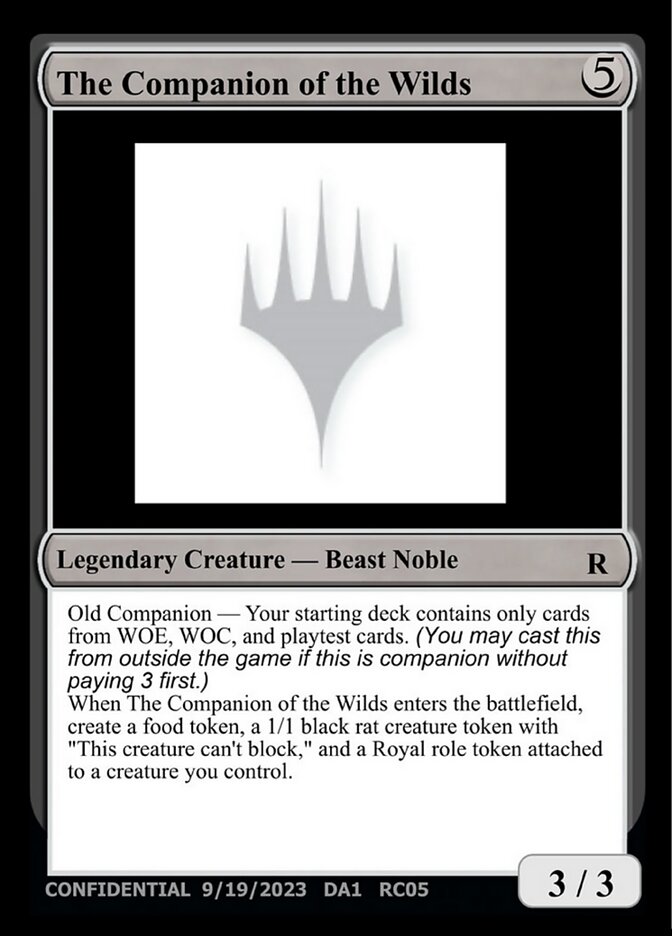 The Companion of the Wilds
5
Legendary Creature — Beast Noble
R
Old Companion — Your starting deck contains only cards
from WOE, WOC, and playtest cards. (You may cast this
from outside the game if this is companion without
paying 3 first.)
When The Companion of the Wilds enters the battlefield,
create a food token, a 1/1 black rat creature token with
"This creature can't block," and a Royal role token attached
to a creature you control.
CONFIDENTIAL 9/19/2023 DA1 RC05
3 / 3